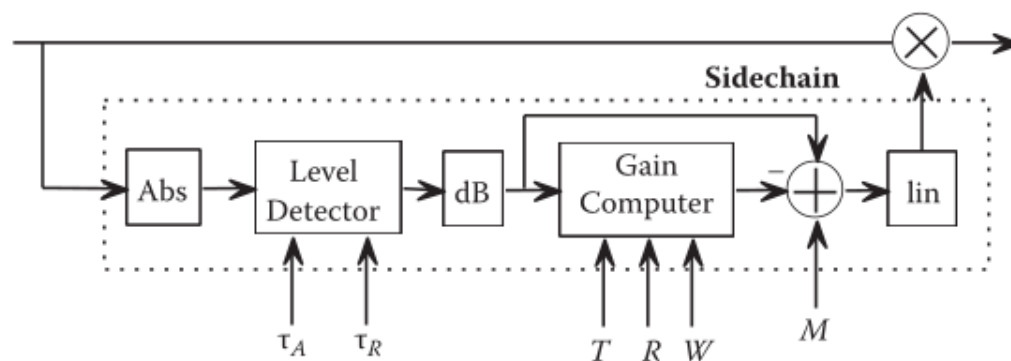 Sidechain
Abs
Level
Detector
dB
Gain
Computer
−
lin
τA
τR
T
R
W
M